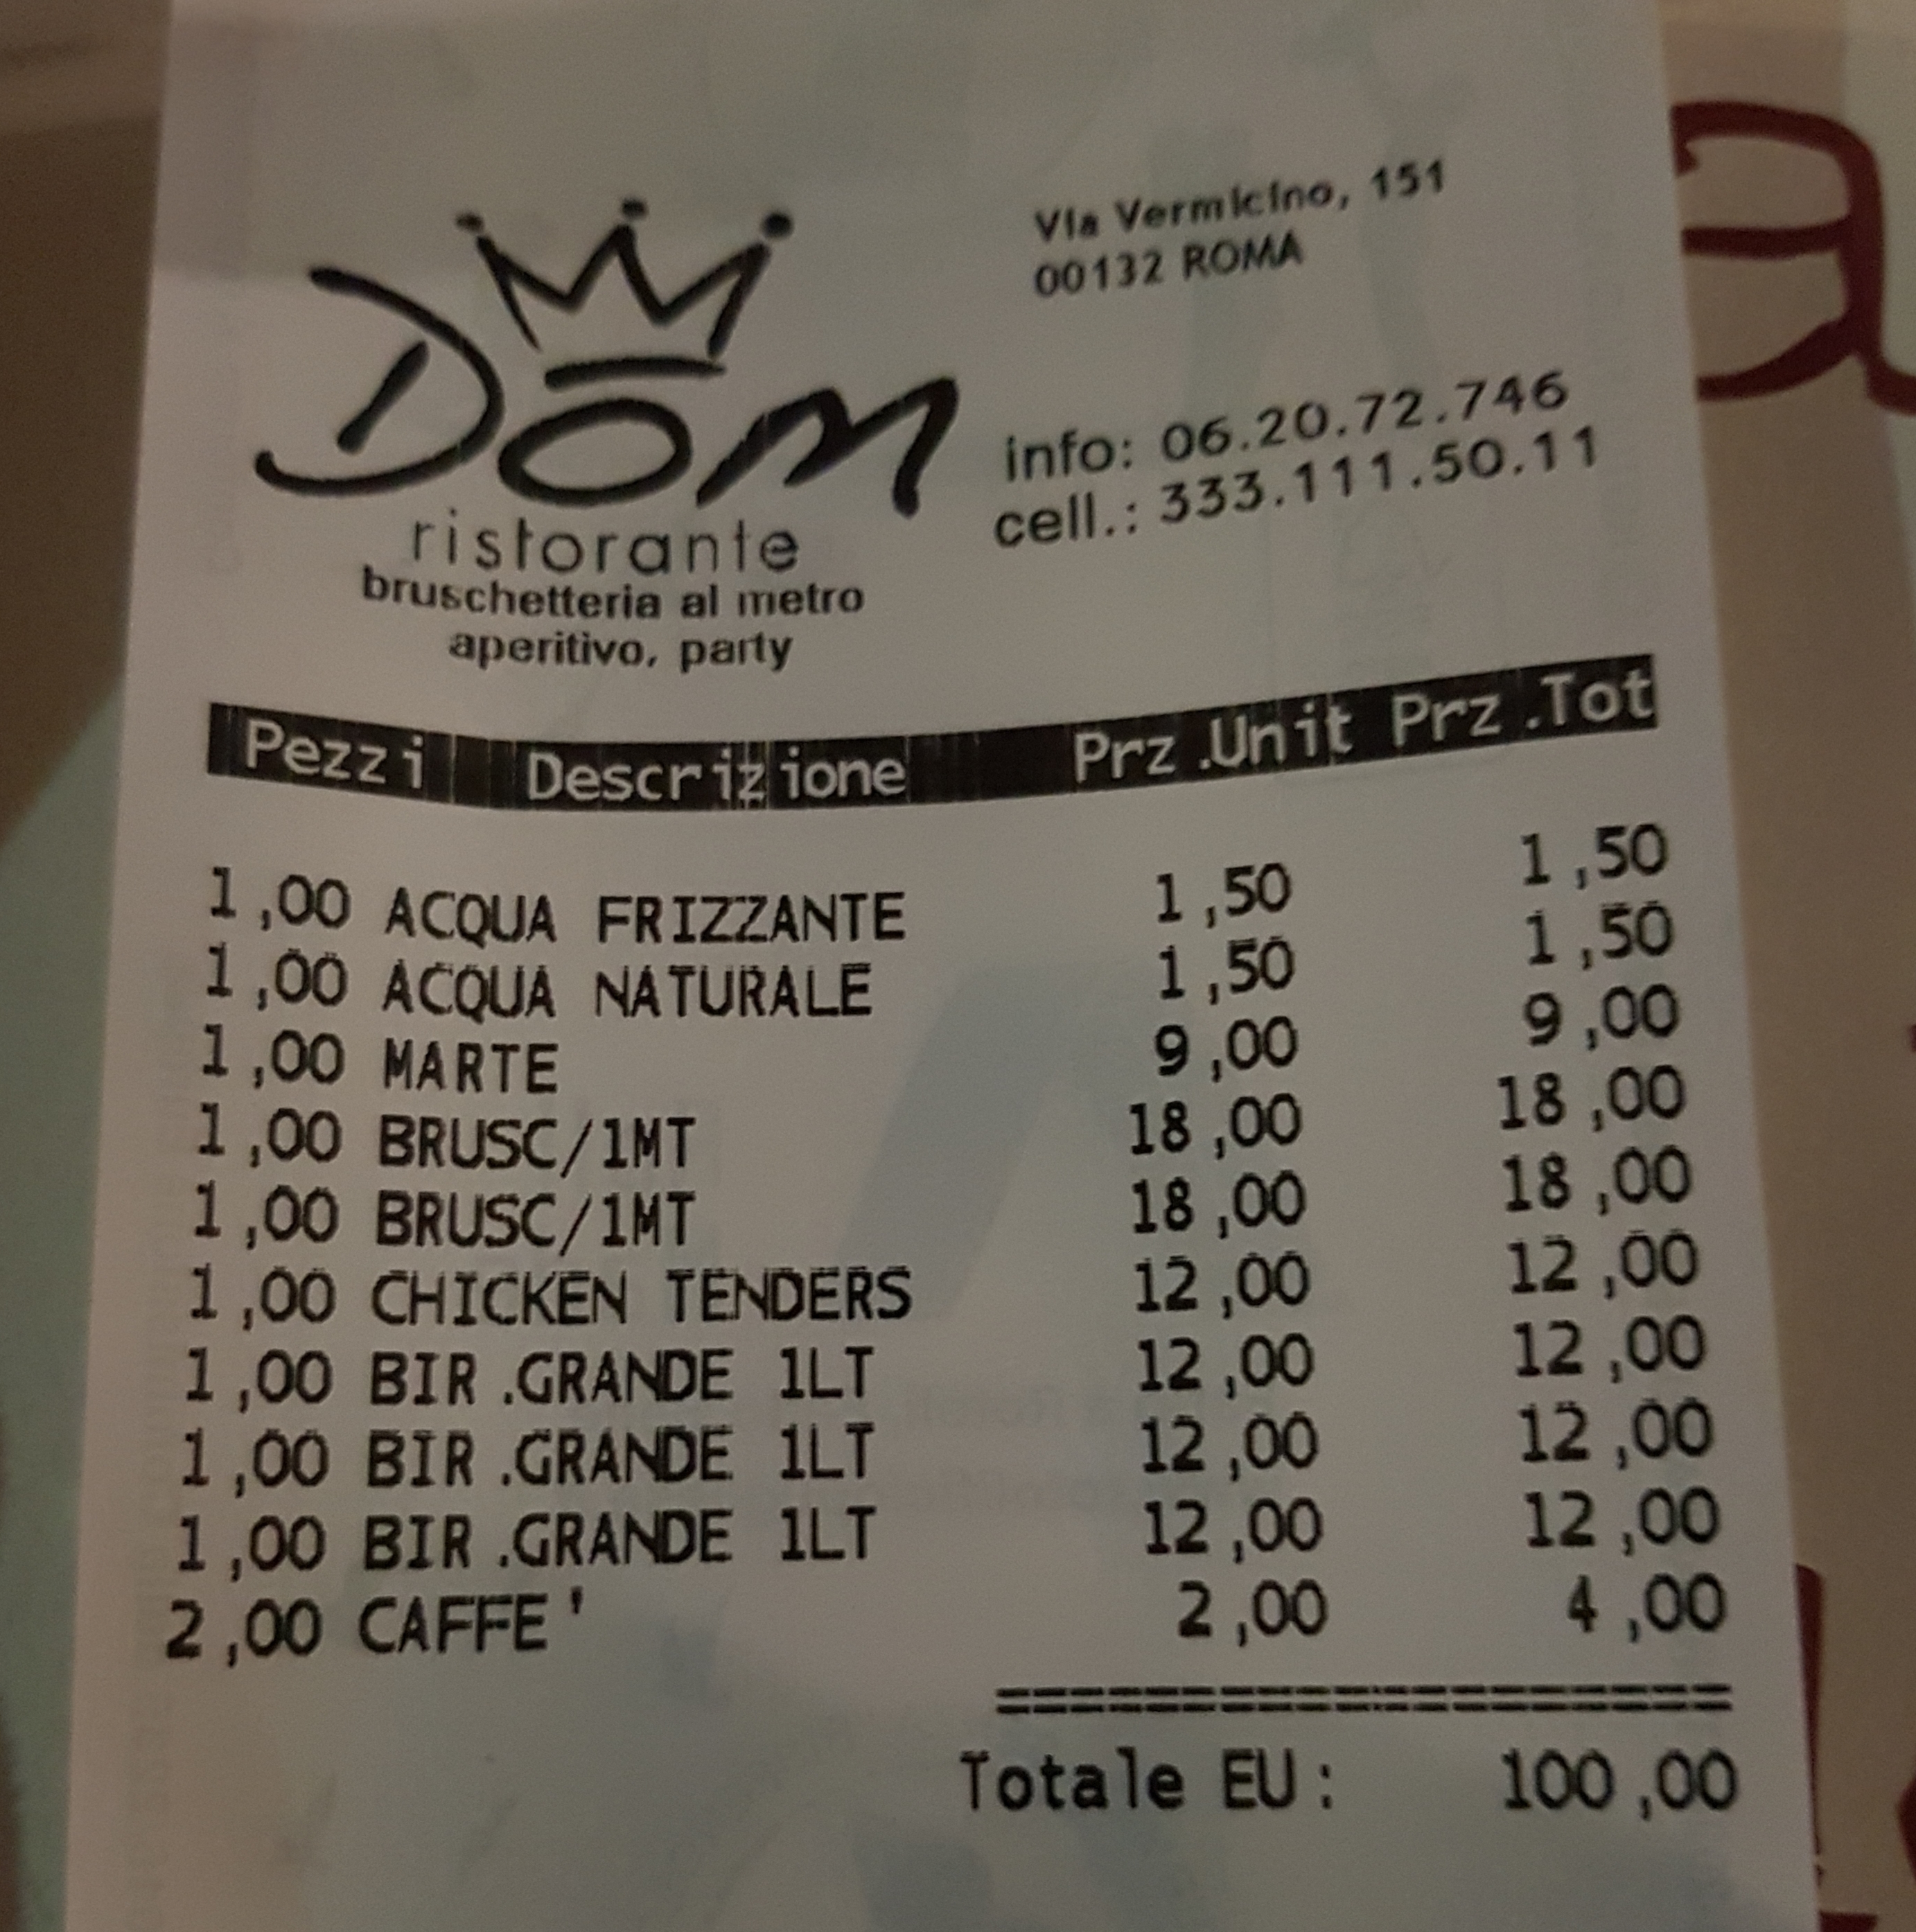 Dom
ristorante
bruschetteria al metro
aperitivo, party
Via Vermicino, 151
00132 ROMA
info: 06.20.72.746
cell.: 333.111.50.11
Pezzi Descrizione Prz.Unit Prz.Tot
1,00 ACQUA FRIZZANTE 1,50 1,50
1,00 ACQUA NATURALE 1,50 1,50
1,00 MARTE 9,00 9,00
1,00 BRUSC/1MT 18,00 18,00
1,00 BRUSC/1MT 18,00 18,00
1,00 CHICKEN TENDERS 12,00 12,00
1,00 BIR.GRANDE 1LT 12,00 12,00
1,00 BIR.GRANDE 1LT 12,00 12,00
1,00 BIR.GRANDE 1LT 12,00 12,00
2,00 CAFFE' 2,00 4,00
====================
Totale EU: 100,00